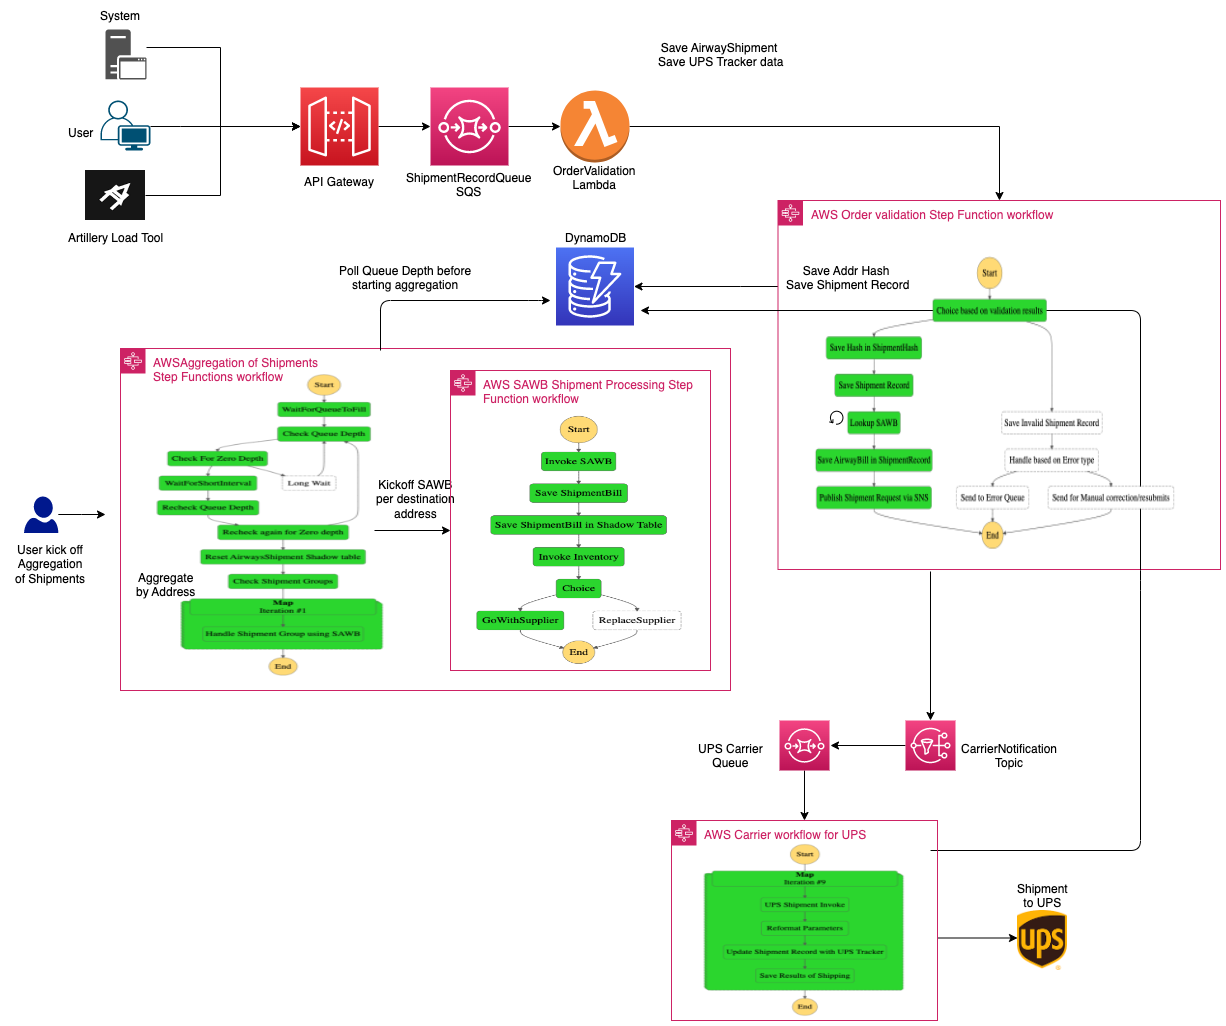 System
Save AirwayShipment
Save UPS Tracker data
User
API Gateway
ShipmentRecordQueue
SQS
OrderValidation
Lambda
Artillery Load Tool
AWS Order validation Step Function workflow
DynamoDB
Poll Queue Depth before
starting aggregation
Save Addr Hash
Save Shipment Record
Start
Choice based on validation results
Save Hash in ShipmentHash
Save Shipment Record
Lookup SAWB
Save Invalid Shipment Record
Save AirwayBill in ShipmentRecord
Handle based on Error type
Publish Shipment Request via SNS
Send to Error Queue
Send for Manual correction/resubmits
End
AWSAggregation of Shipments
Step Functions workflow
Start
WaitForQueueToFill
Check Queue Depth
Check For Zero Depth
WaitForShortInterval
Long Wait
Recheck Queue Depth
Recheck again for Zero depth
Reset AirwaysShipment Shadow table
Check Shipment Groups
Aggregate
by Address
Map
Iteration #1
Handle Shipment Group using SAWB
End
User kick off
Aggregation
of Shipments
Kickoff SAWB
per destination
address
AWS SAWB Shipment Processing Step
Function workflow
Start
Invoke SAWB
Save ShipmentBill
Save ShipmentBill in Shadow Table
Invoke Inventory
Choice
GoWithSupplier
ReplaceSupplier
End
UPS Carrier
Queue
CarrierNotification
Topic
AWS Carrier workflow for UPS
Start
Map
Iteration #9
UPS Shipment Invoke
Reformat Parameters
Update Shipment Record with UPS Tracker
Save Results of Shipping
End
Shipment
to UPS
ups